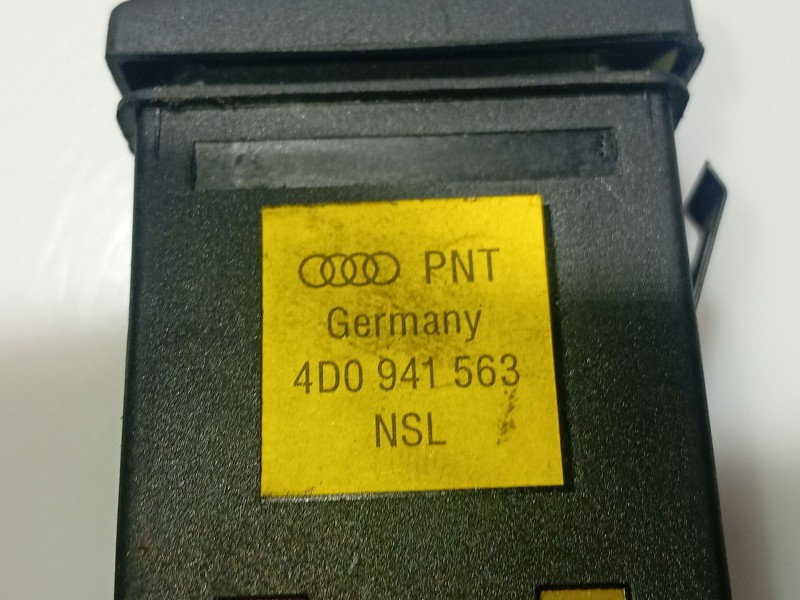 PNT
Germany
4D0 941 563
NSL